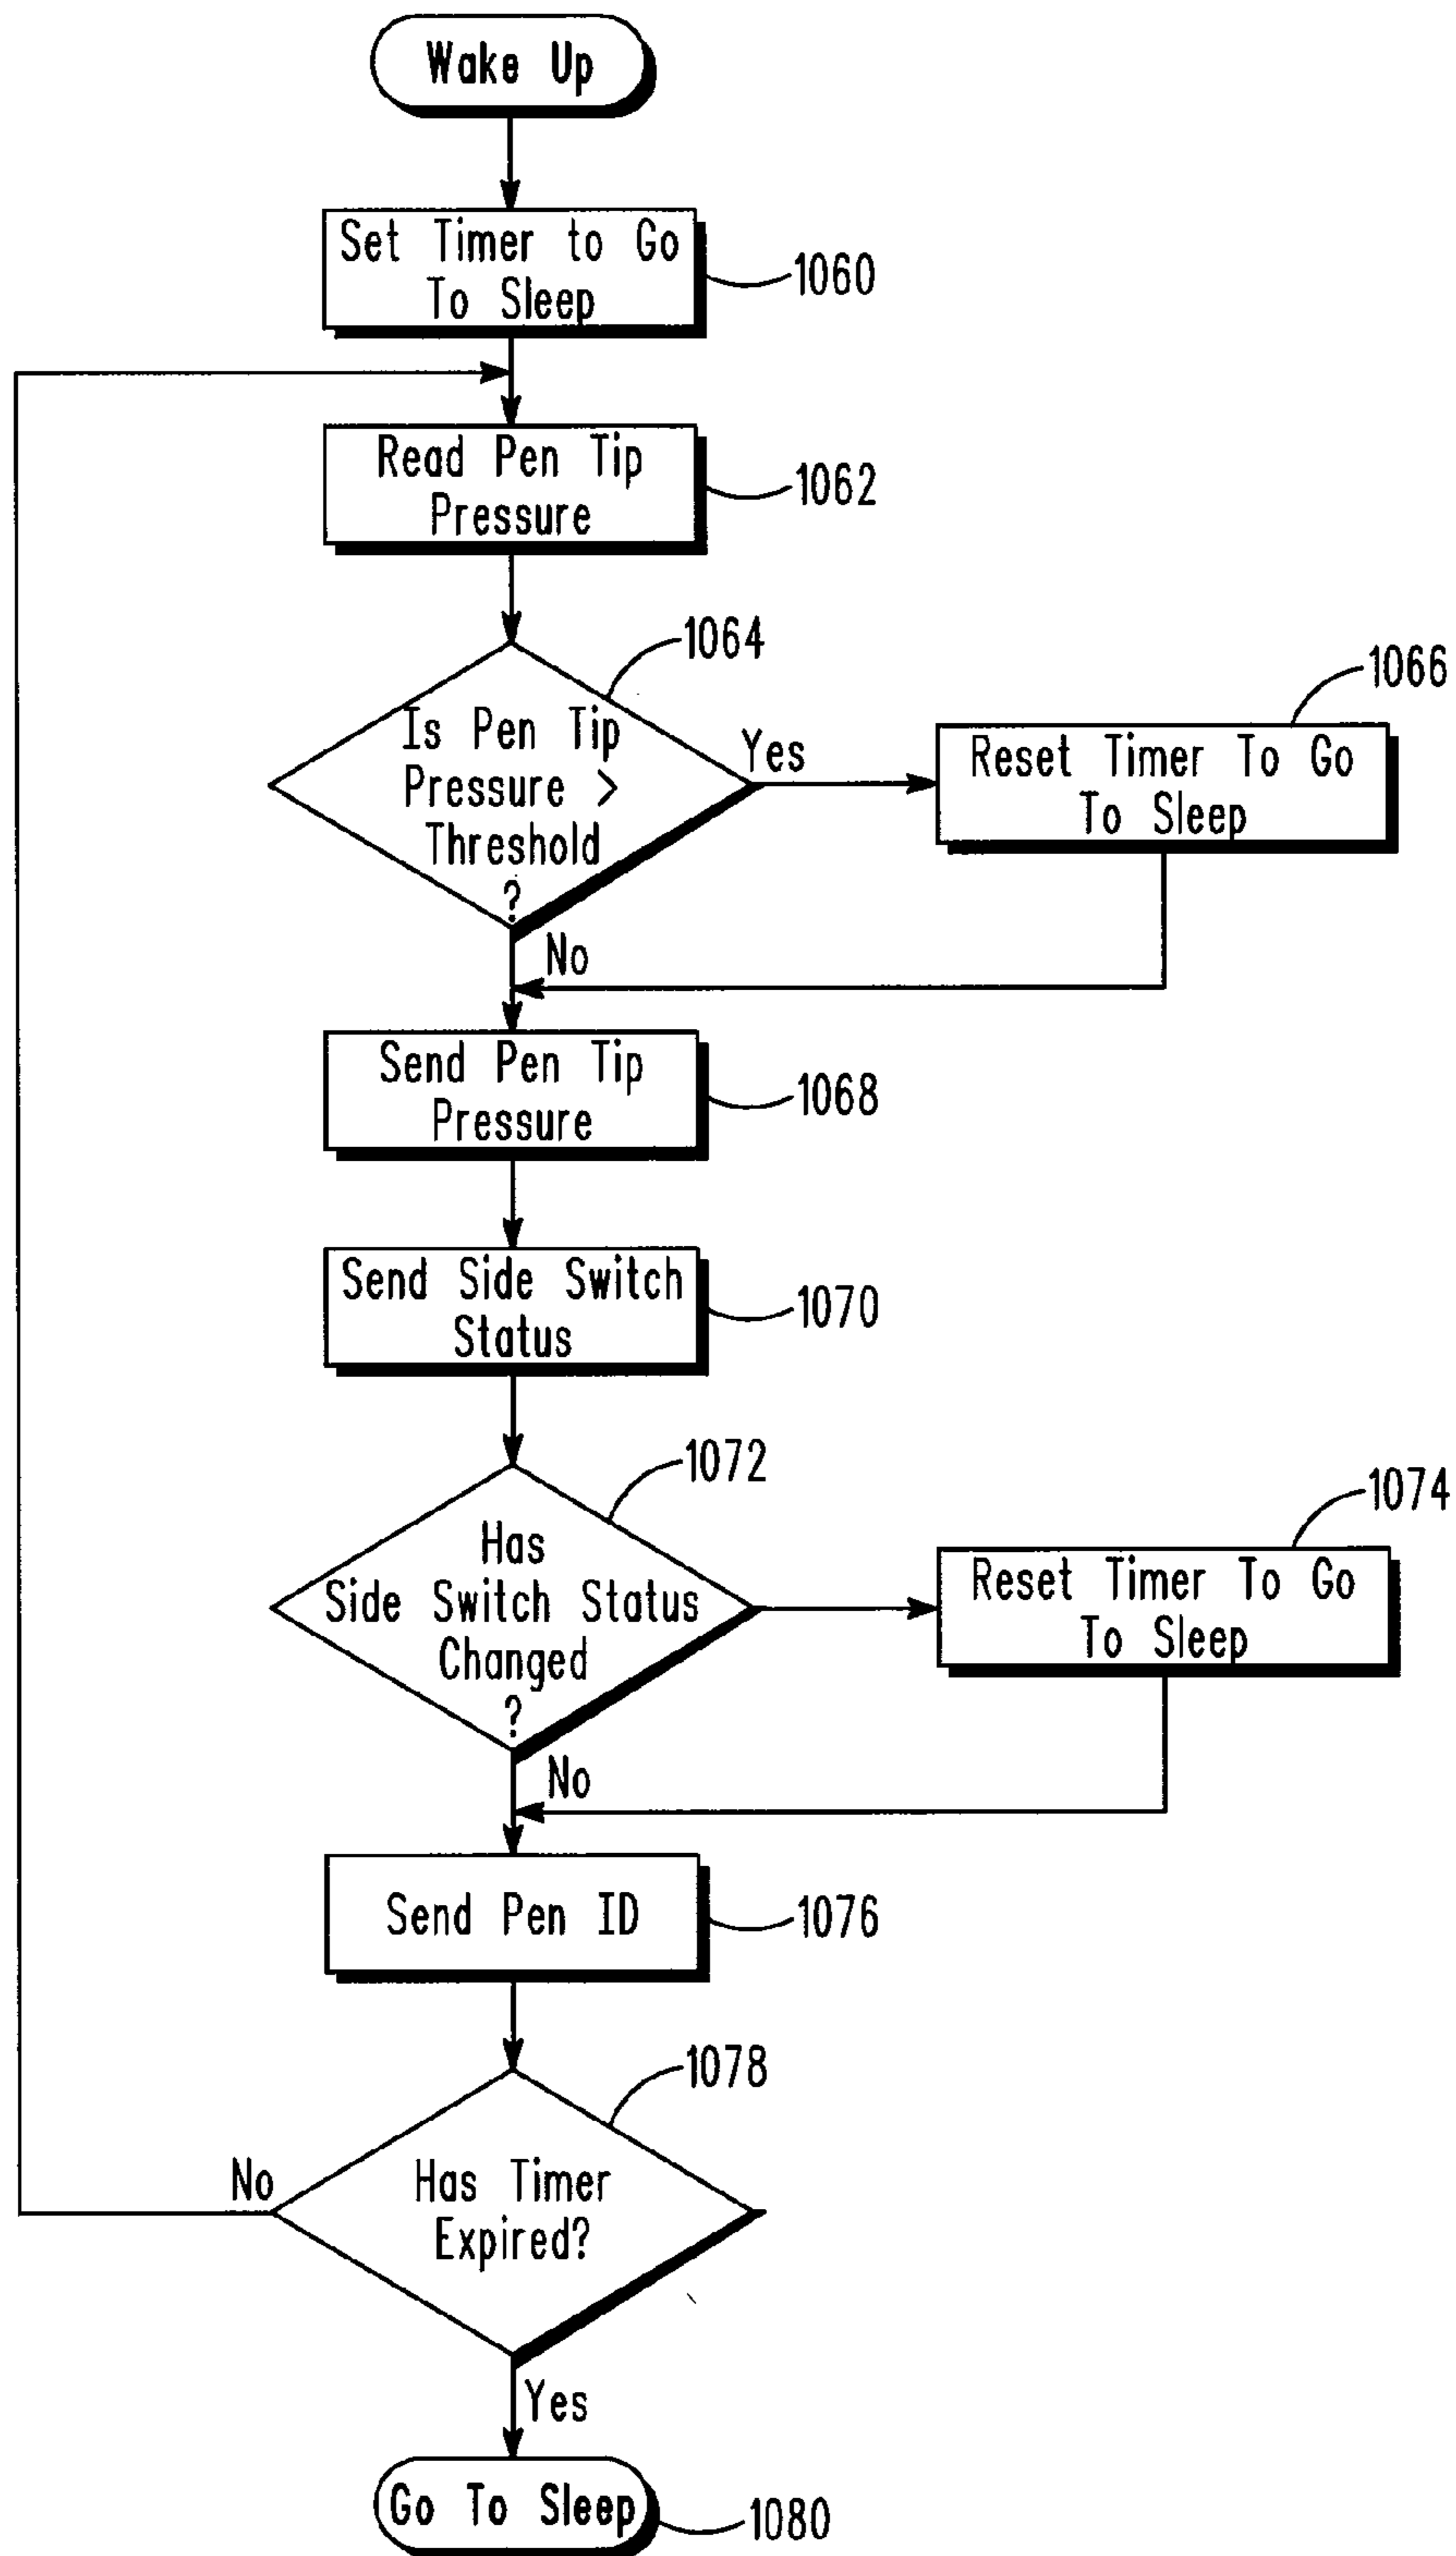 Wake Up
Set Timer to Go
To Sleep
1060
Read Pen Tip
Pressure
1062
1064
Is Pen Tip
Pressure >
Threshold
?
Yes
1066
Reset Timer To Go
To Sleep
No
Send Pen Tip
Pressure
1068
Send Side Switch
Status
1070
1072
Has
Side Switch Status
Changed
?
1074
Reset Timer To Go
To Sleep
No
Send Pen ID
1076
1078
Has Timer
Expired?
No
Yes
Go To Sleep
1080